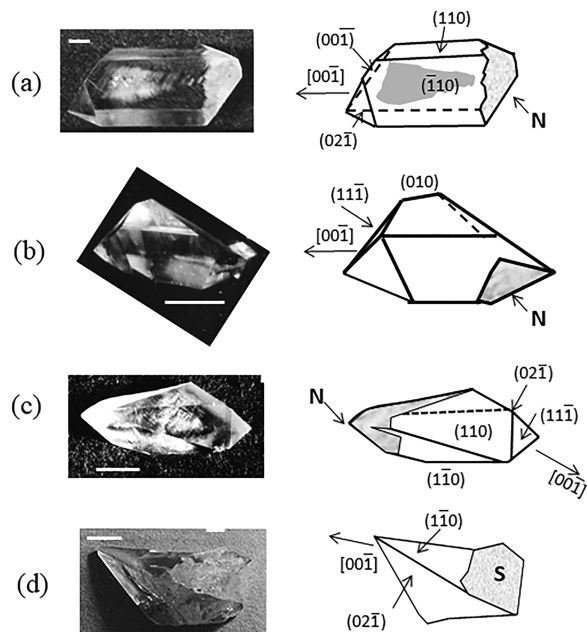 (a)
(110)
(001̅)
[001̅]
(1̅10)
N
(021̅)
(b)
(010)
(111̅)
[001̅]
N
(c)
(021̅)
N
(111̅)
(110)
(11̅0)
[001̅]
(d)
(11̅0)
[001̅]
S
(021̅)